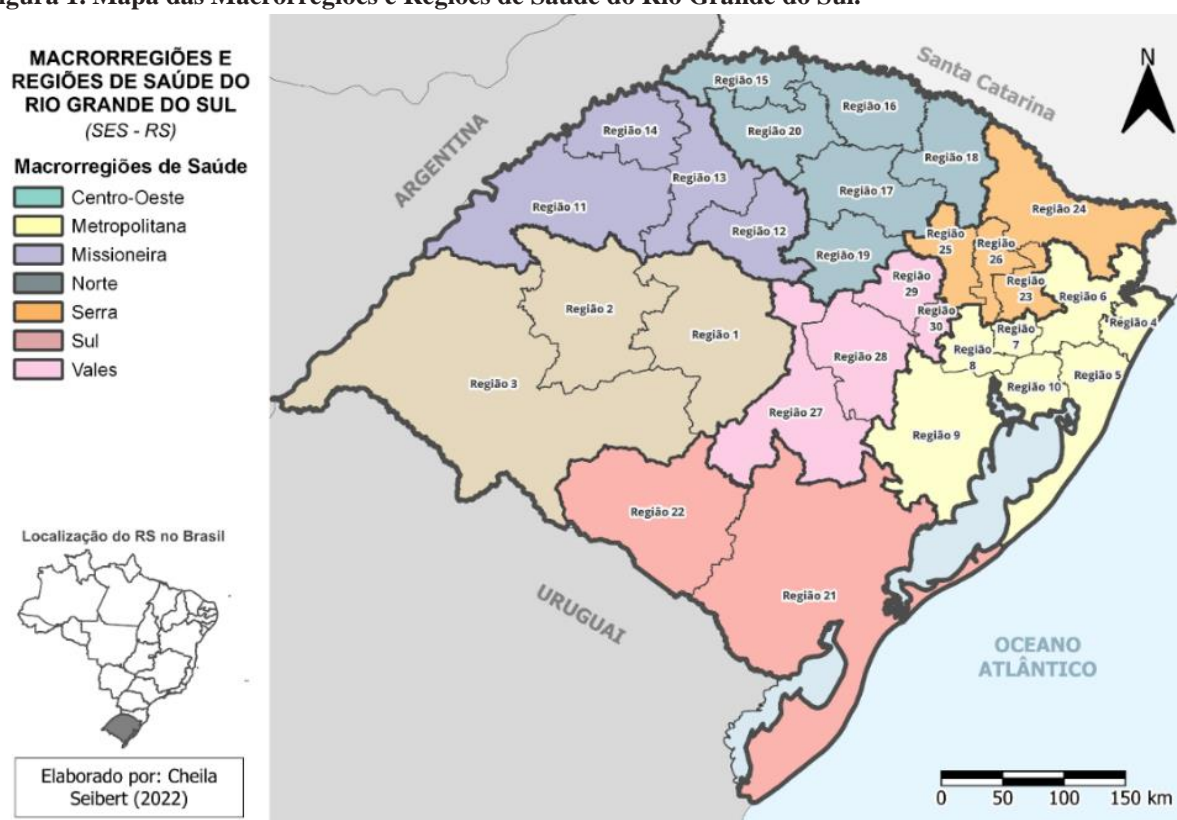 Figura 1. Mapa das Macrorregiões e Regiões de Saúde do Rio Grande do Sul.
MACRORREGIÕES E
REGIÕES DE SAÚDE DO
RIO GRANDE DO SUL
(SES - RS)
Macrorregiões de Saúde
Centro-Oeste
Metropolitana
Missioneira
Norte
Serra
Sul
Vales
Localização do RS no Brasil
Elaborado por: Cheila
Seibert (2022)
Santa Catarina
N
ARGENTINA
Região 15
Região 16
Região 14
Região 20
Região 18
Região 13
Região 17
Região 11
Região 24
Região 12
Região
25
Região
26
Região 19
Região
29
Região
23
Região 6
Região 2
Região
30
Região 4
Região 1
Região
7
Região
8
Região 28
Região 5
Região 3
Região 10
Região 27
Região 9
Região 22
Região 21
URUGUAI
OCEANO
ATLÂNTICO
0 50 100 150 km